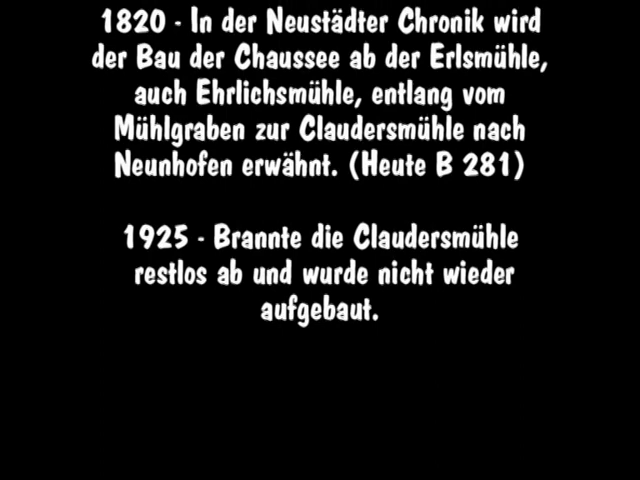 1820 - In der Neustädter Chronik wird
der Bau der Chaussee ab der Erlsmühle,
auch Ehrlichsmühle, entlang vom
Mühlgraben zur Claudersmühle nach
Neunhofen erwähnt. (Heute B 281)
1925 - Brannte die Claudersmühle
restlos ab und wurde nicht wieder
aufgebaut.